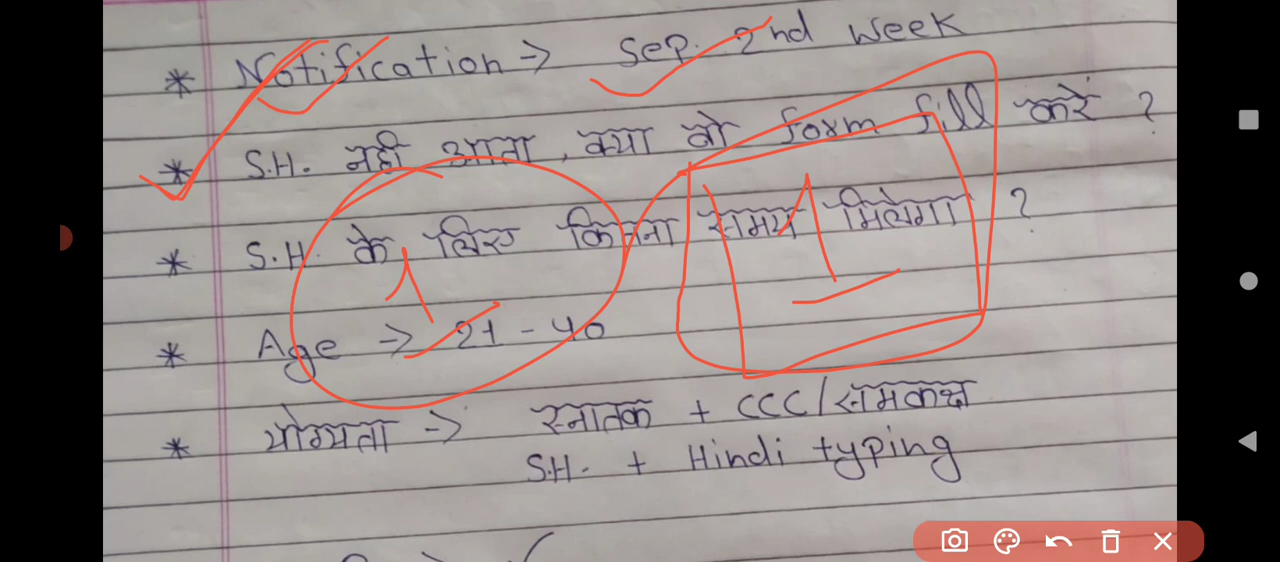 * Notification → Sep. 2nd week
* S.H. नही आता, क्या वो form fill करें ?
* S.H. के लिए कितना समय मिलेगा ?
* Age → 21 - 40
* योग्यता → स्नातक + CCC/समकक्ष
S.H. + Hindi typing